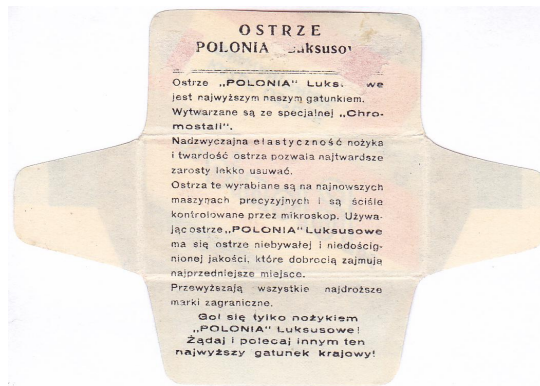 OSTRZE
POLONIA
Ostrze „POLONIA"
jest najwyższym naszym gatunkiem.
Wytwarzane są ze specjalnej „Chro-
mostali".
Nadzwyczajna elastyczność nożyka
i twardość ostrza pozwala najtwardsze
zarosty lekko usuwać.
Ostrza te wyrabiane są na najnowszych
maszynach precyzyjnych i są ściśle
kontrolowane przez mikroskop. Używa-
jąc ostrze „POLONIA" Luksusowe
ma się ostrze niebywałej i niedościg-
nionej jakości, które dobrocią zajmują
najprzedniejsze miejsce.
Przewyższają wszystkie najdroższe
marki zagraniczne.
Gol się tylko nożykiem
„POLONIA" Luksusowe!
Żądaj i polecaj innym ten
najwyższy gatunek krajowy!